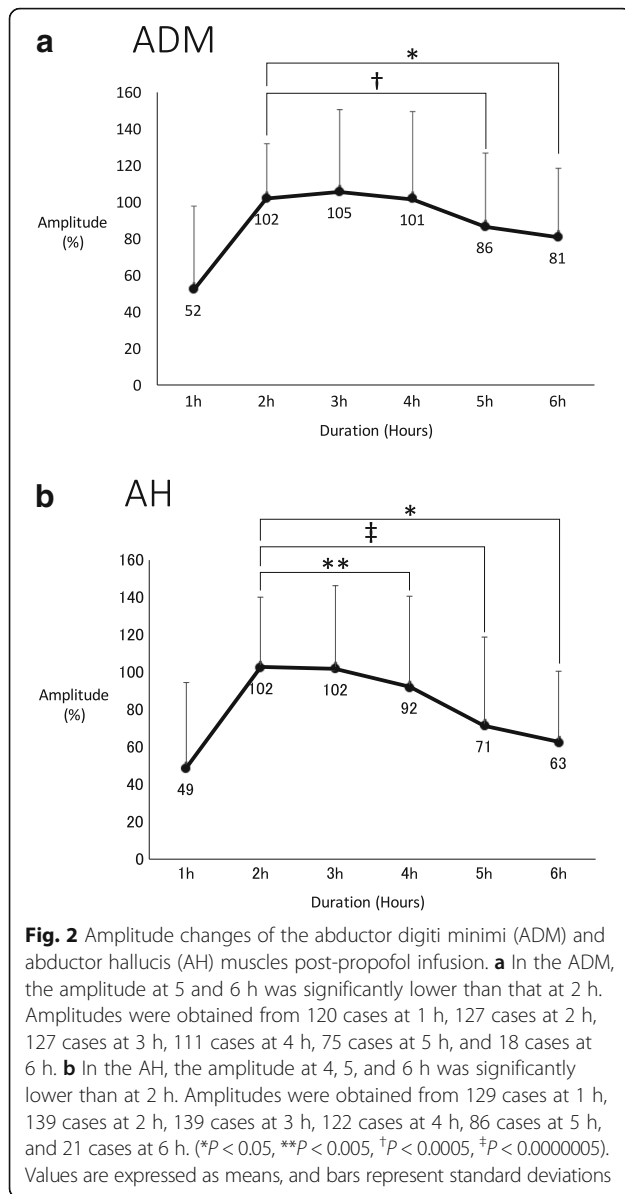 a ADM
*
†
160
140
120
100
80
60
40
20
0
Amplitude
(%)
52
102
105
101
86
81
1h 2h 3h 4h 5h 6h
Duration (Hours)
b AH
*
‡
**
160
140
120
100
80
60
40
20
0
Amplitude
(%)
49
102
102
92
71
63
1h 2h 3h 4h 5h 6h
Duration (Hours)
Fig. 2 Amplitude changes of the abductor digiti minimi (ADM) and
abductor hallucis (AH) muscles post-propofol infusion. a In the ADM,
the amplitude at 5 and 6 h was significantly lower than that at 2 h.
Amplitudes were obtained from 120 cases at 1 h, 127 cases at 2 h,
127 cases at 3 h, 111 cases at 4 h, 75 cases at 5 h, and 18 cases at
6 h. b In the AH, the amplitude at 4, 5, and 6 h was significantly
lower than at 2 h. Amplitudes were obtained from 129 cases at 1 h,
139 cases at 2 h, 139 cases at 3 h, 122 cases at 4 h, 86 cases at 5 h,
and 21 cases at 6 h. (*P < 0.05, **P < 0.005, †P < 0.0005, ‡P < 0.0000005).
Values are expressed as means, and bars represent standard deviations